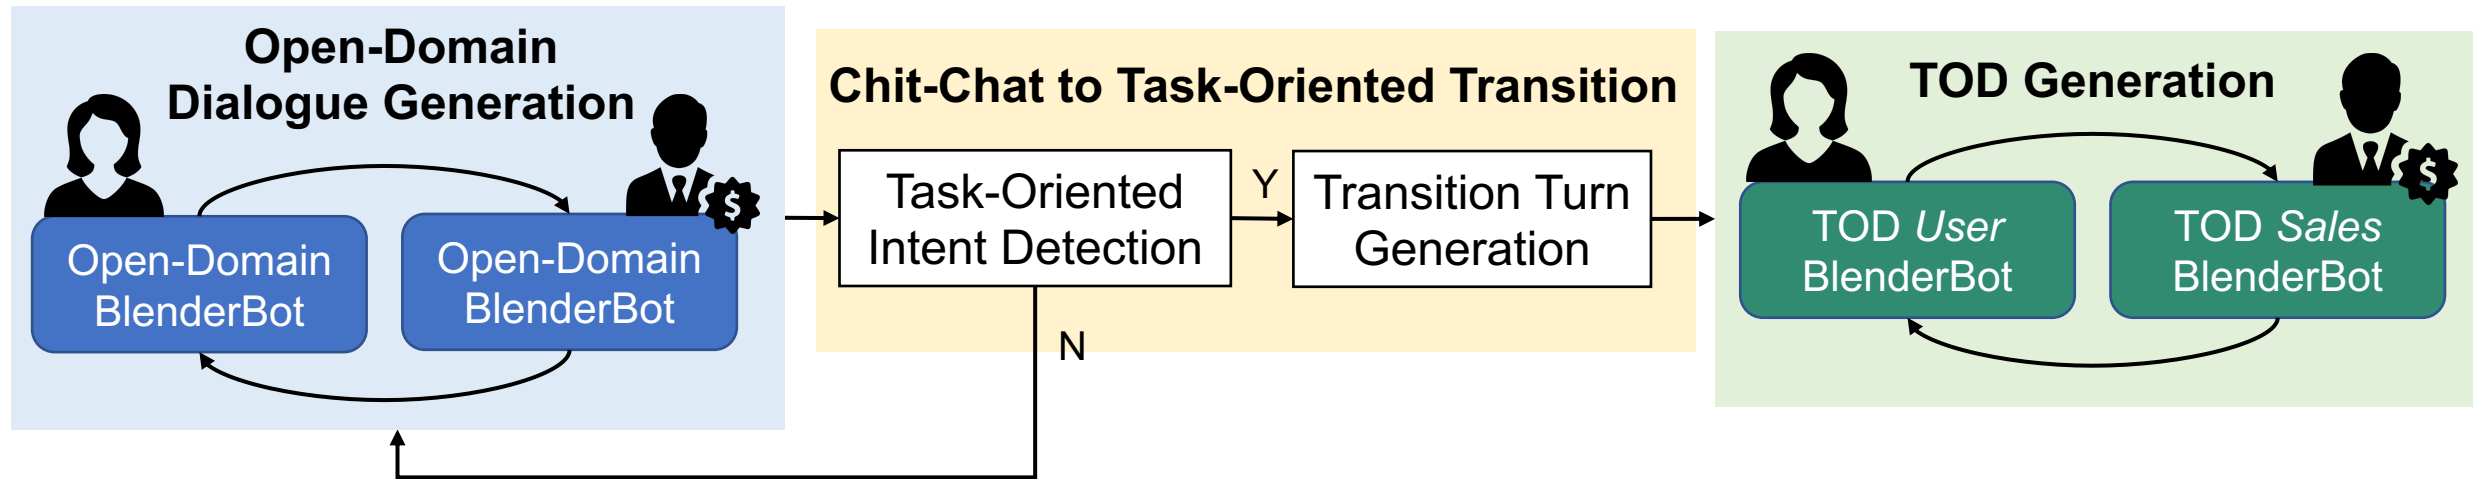 Open-Domain
Dialogue Generation
$
Open-Domain
BlenderBot
Open-Domain
BlenderBot
Chit-Chat to Task-Oriented Transition
Task-Oriented
Intent Detection
Y
N
Transition Turn
Generation
TOD Generation
$
TOD User
BlenderBot
TOD Sales
BlenderBot